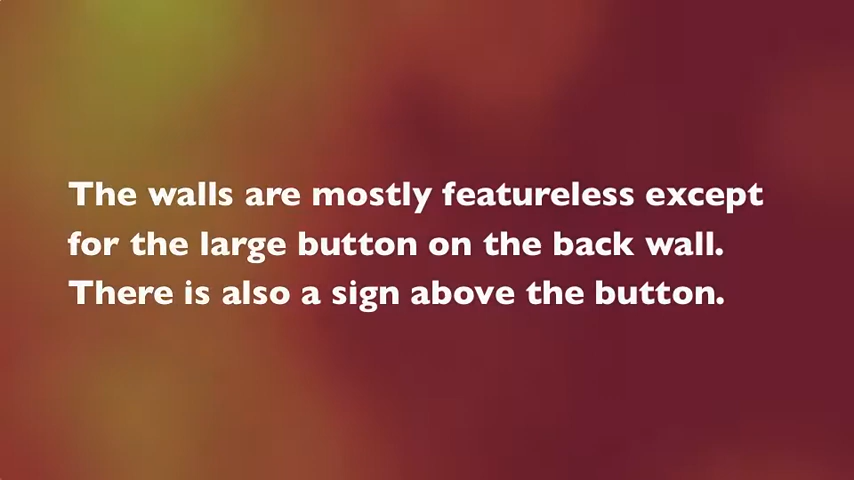 The walls are mostly featureless except
for the large button on the back wall.
There is also a sign above the button.